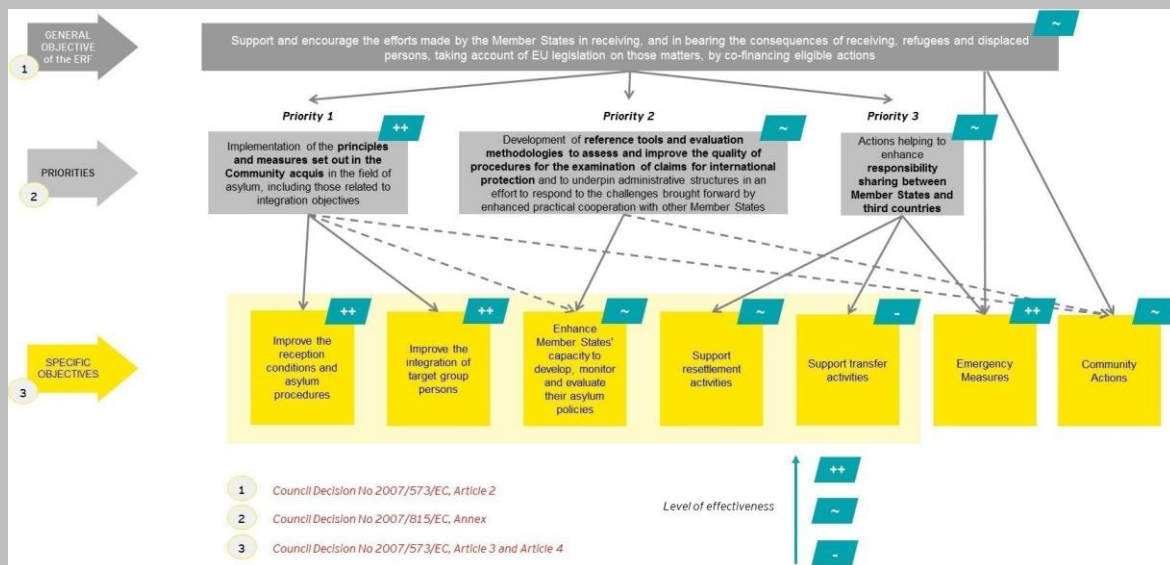 GENERAL
OBJECTIVE
of the ERF
1
~
Support and encourage the efforts made by the Member States in receiving, and in bearing the consequences of receiving, refugees and displaced
persons, taking account of EU legislation on those matters, by co-financing eligible actions
Priority 1
Priority 2
Priority 3
++
~
~
PRIORITIES
2
Implementation of the principles
and measures set out in the
Community acquis in the field of
asylum, including those related to
integration objectives
Development of reference tools and evaluation
methodologies to assess and improve the quality of
procedures for the examination of claims for
international protection and to underpin administrative structures in an
effort to respond to the challenges brought forward by
enhanced practical cooperation with other Member States
Actions helping to
enhance
responsibility
sharing between
Member States and
third countries
SPECIFIC
OBJECTIVES
3
++
Improve the
reception
conditions and
asylum
procedures
++
Improve the
integration of
target group
persons
~
Enhance
Member States'
capacity to
develop, monitor
and evaluate
their asylum
policies
~
Support
resettlement
activities
-
Support transfer
activities
++
Emergency
Measures
~
Community
Actions
1 Council Decision No 2007/573/EC, Article 2
2 Council Decision No 2007/815/EC, Annex
3 Council Decision No 2007/573/EC, Article 3 and Article 4
Level of effectiveness
++
~
-